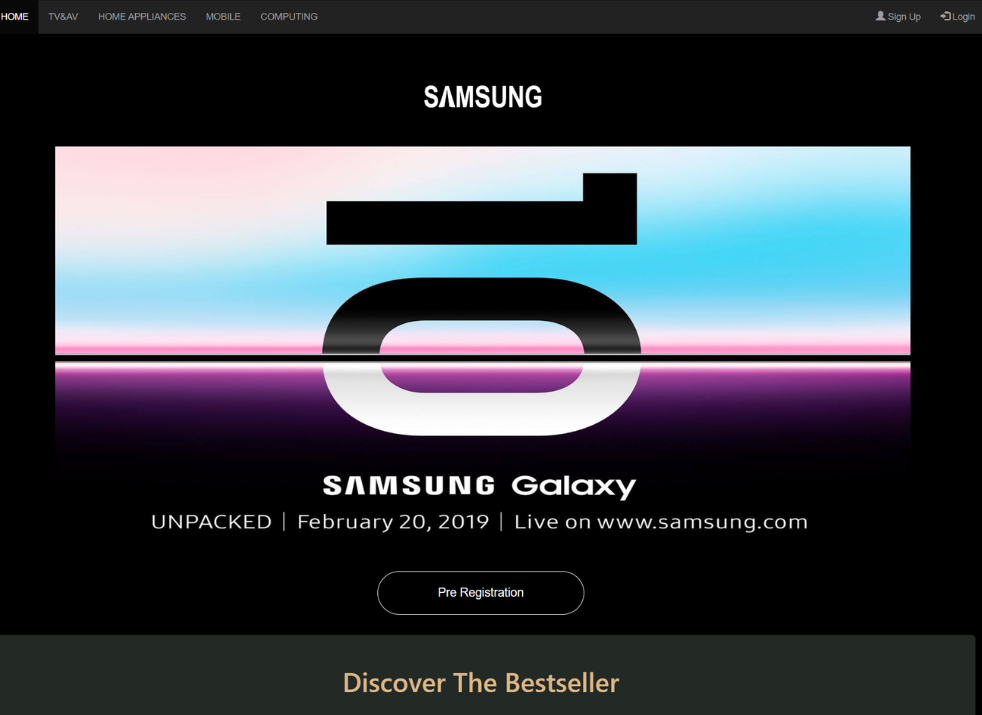 HOME TV&AV HOME APPLIANCES MOBILE COMPUTING Sign Up Login
SAMSUNG
10
SAMSUNG Galaxy
UNPACKED | February 20, 2019 | Live on www.samsung.com
Pre Registration
Discover The Bestseller